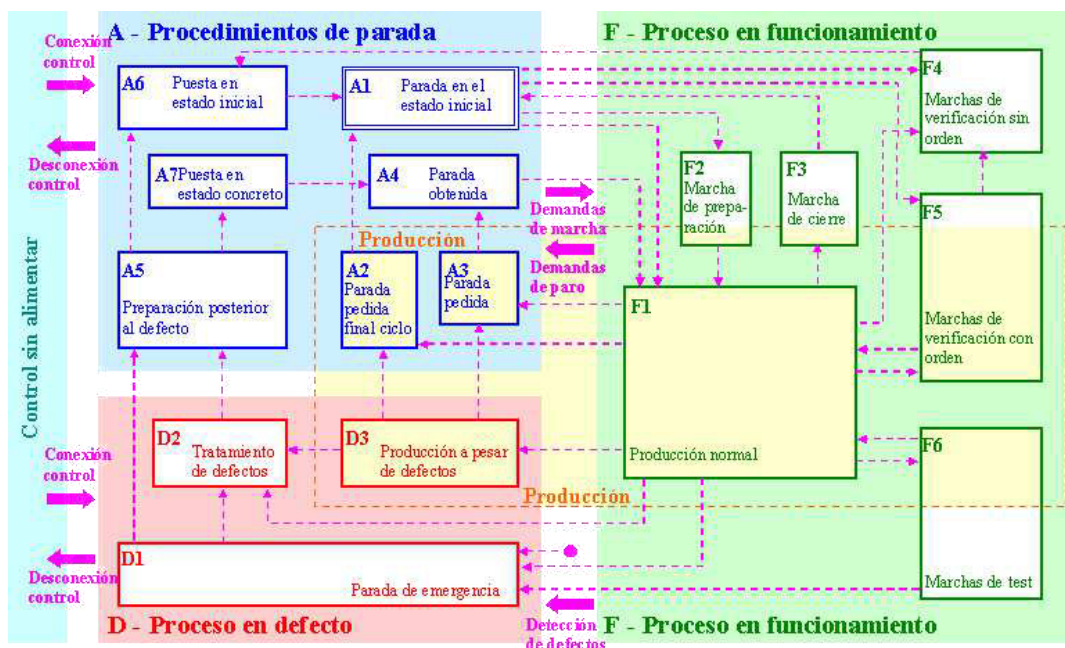 A - Procedimientos de parada
F - Proceso en funcionamiento
Conexión
control
A6
Puesta en
estado inicial
A1
Parada en el
estado inicial
F4
Marchas de
verificación sin
orden
Desconexión
control
A7
Puesta en
estado concreto
A4
Parada
obtenida
Demandas
de marcha
F2
Marcha
de prepa-
ración
F3
Marcha
de cierre
F5
Marchas de
verificación con
orden
Producción
Demandas
de paro
A5
Preparación posterior
al defecto
A2
Parada
pedida
final ciclo
A3
Parada
pedida
F1
Producción normal
Control sin alimentar
Conexión
control
D2
Tratamiento
de defectos
D3
Producción a pesar
de defectos
F6
Marchas de test
Producción
Desconexión
control
D1
Parada de emergencia
D - Proceso en defecto
Detección
de defectos
F - Proceso en funcionamiento